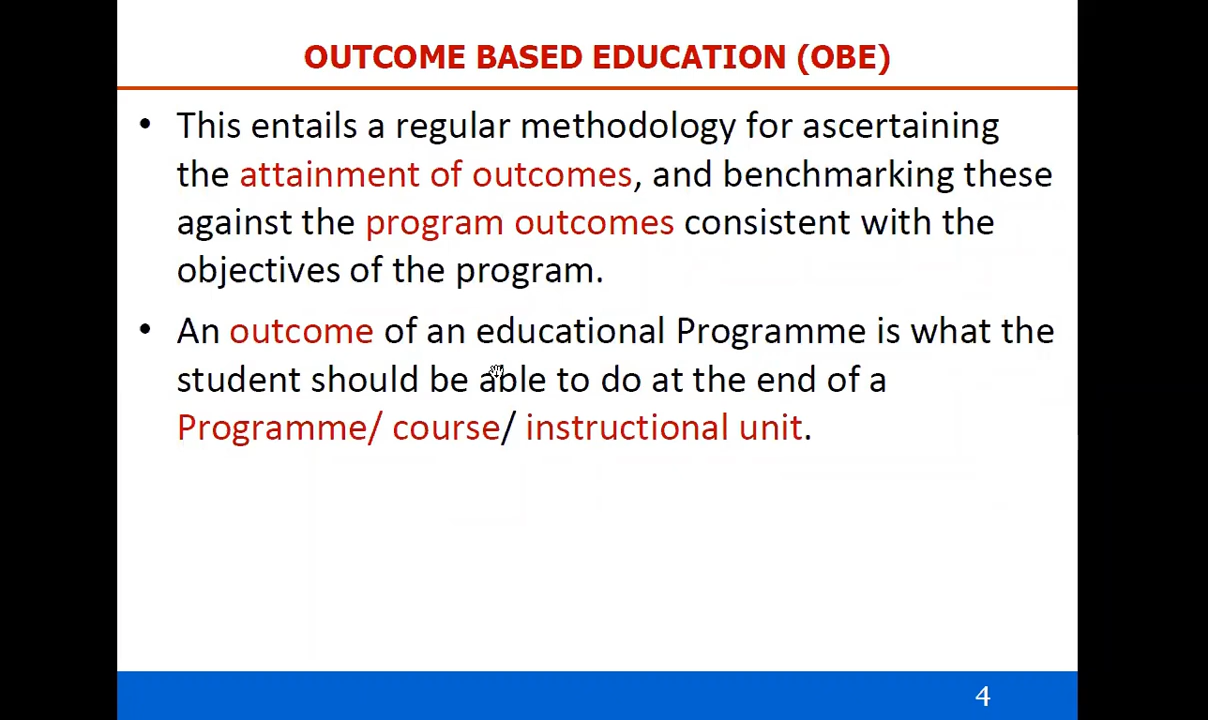 OUTCOME BASED EDUCATION (OBE)
• This entails a regular methodology for ascertaining
the attainment of outcomes, and benchmarking these
against the program outcomes consistent with the
objectives of the program.
• An outcome of an educational Programme is what the
student should be able to do at the end of a
Programme/ course/ instructional unit.
4